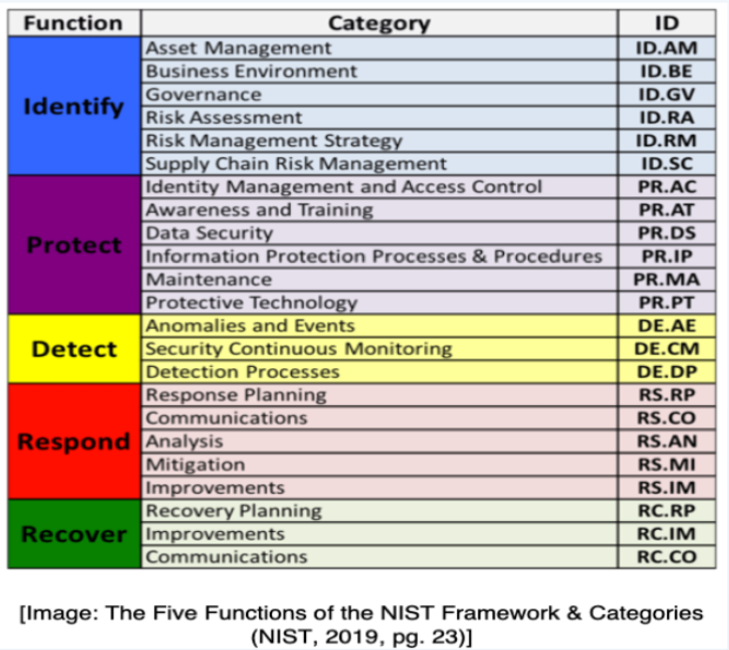 Function Category ID
Identify
Asset Management ID.AM
Business Environment ID.BE
Governance ID.GV
Risk Assessment ID.RA
Risk Management Strategy ID.RM
Supply Chain Risk Management ID.SC
Protect
Identity Management and Access Control PR.AC
Awareness and Training PR.AT
Data Security PR.DS
Information Protection Processes & Procedures PR.IP
Maintenance PR.MA
Protective Technology PR.PT
Detect
Anomalies and Events DE.AE
Security Continuous Monitoring DE.CM
Detection Processes DE.DP
Respond
Response Planning RS.RP
Communications RS.CO
Analysis RS.AN
Mitigation RS.MI
Improvements RS.IM
Recover
Recovery Planning RC.RP
Improvements RC.IM
Communications RC.CO
[Image: The Five Functions of the NIST Framework & Categories
(NIST, 2019, pg. 23)]